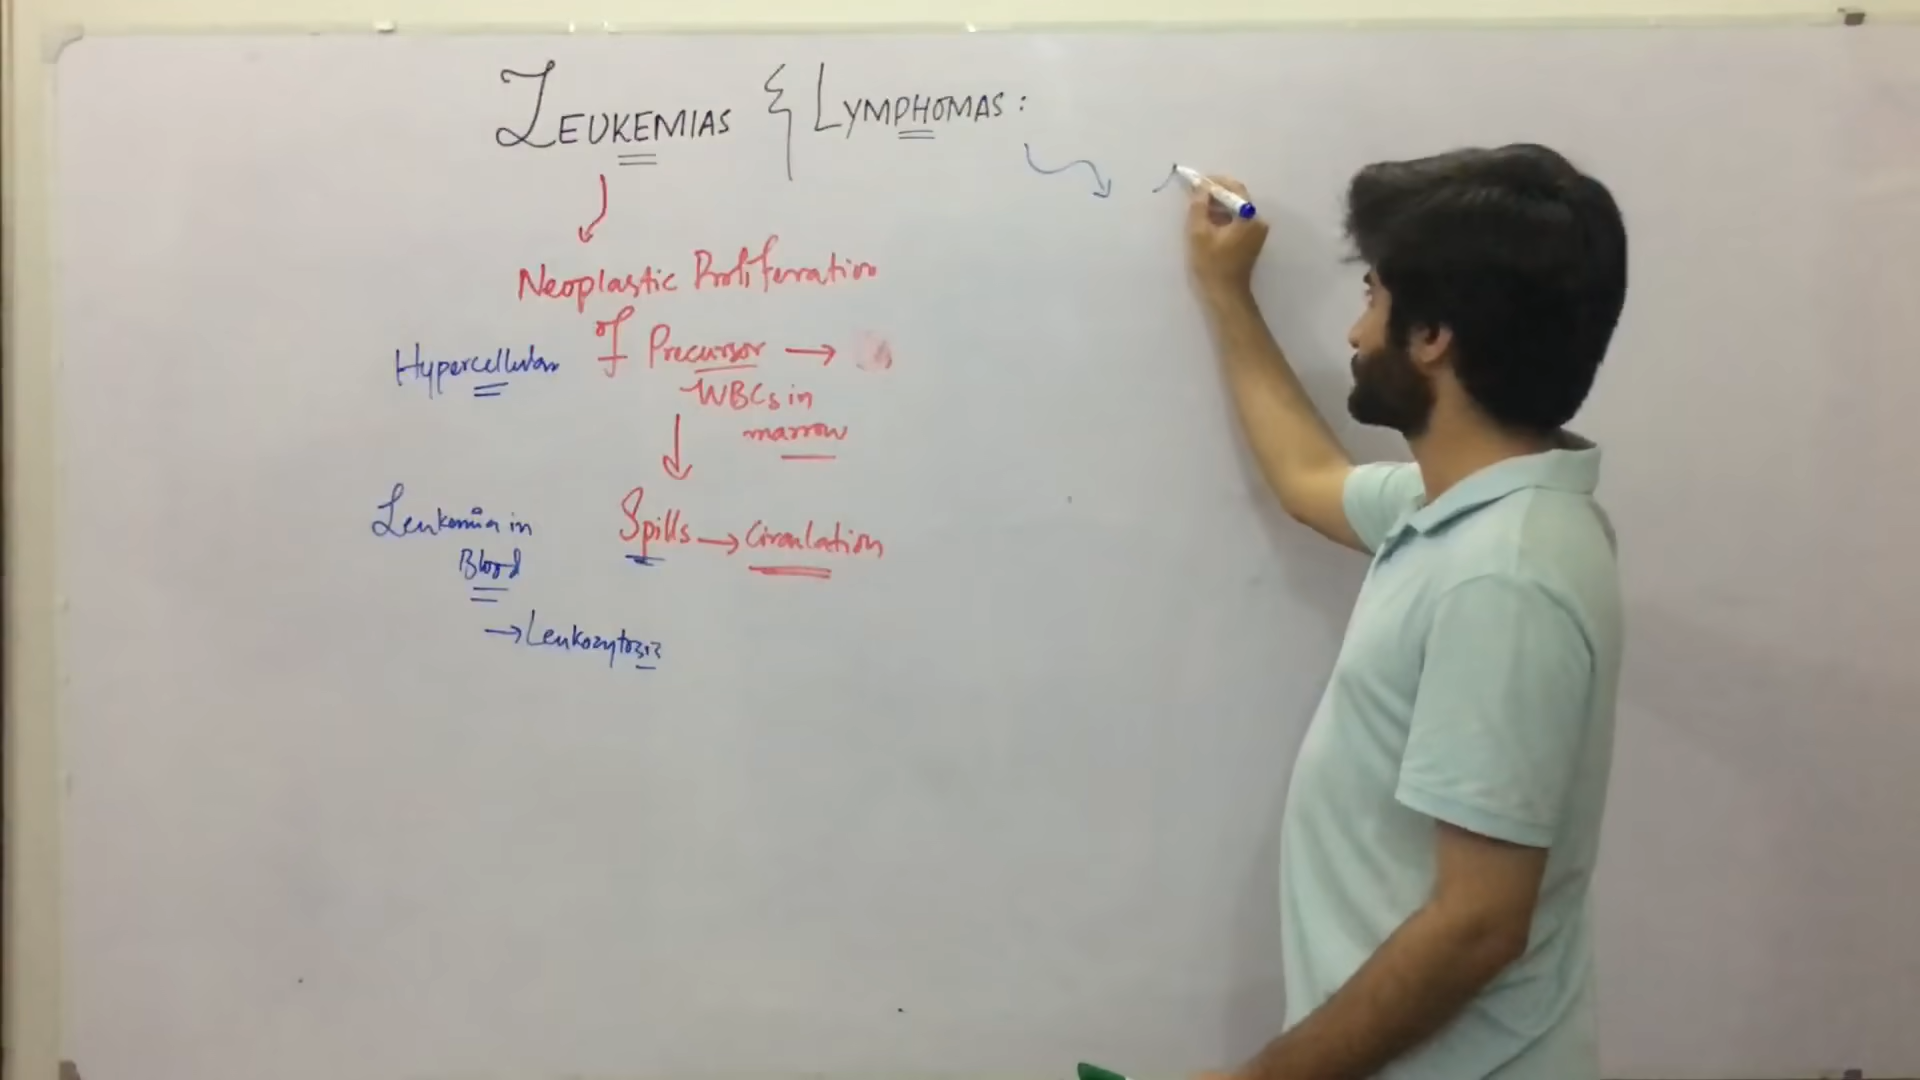 LEUKEMIAS & LYMPHOMAS:
Neoplastic Proliferation
of Precursor →
WBCs in
marrow
Hypercellular
Spills → Circulation
Leukemia in
Blood
→ Leukocytosis